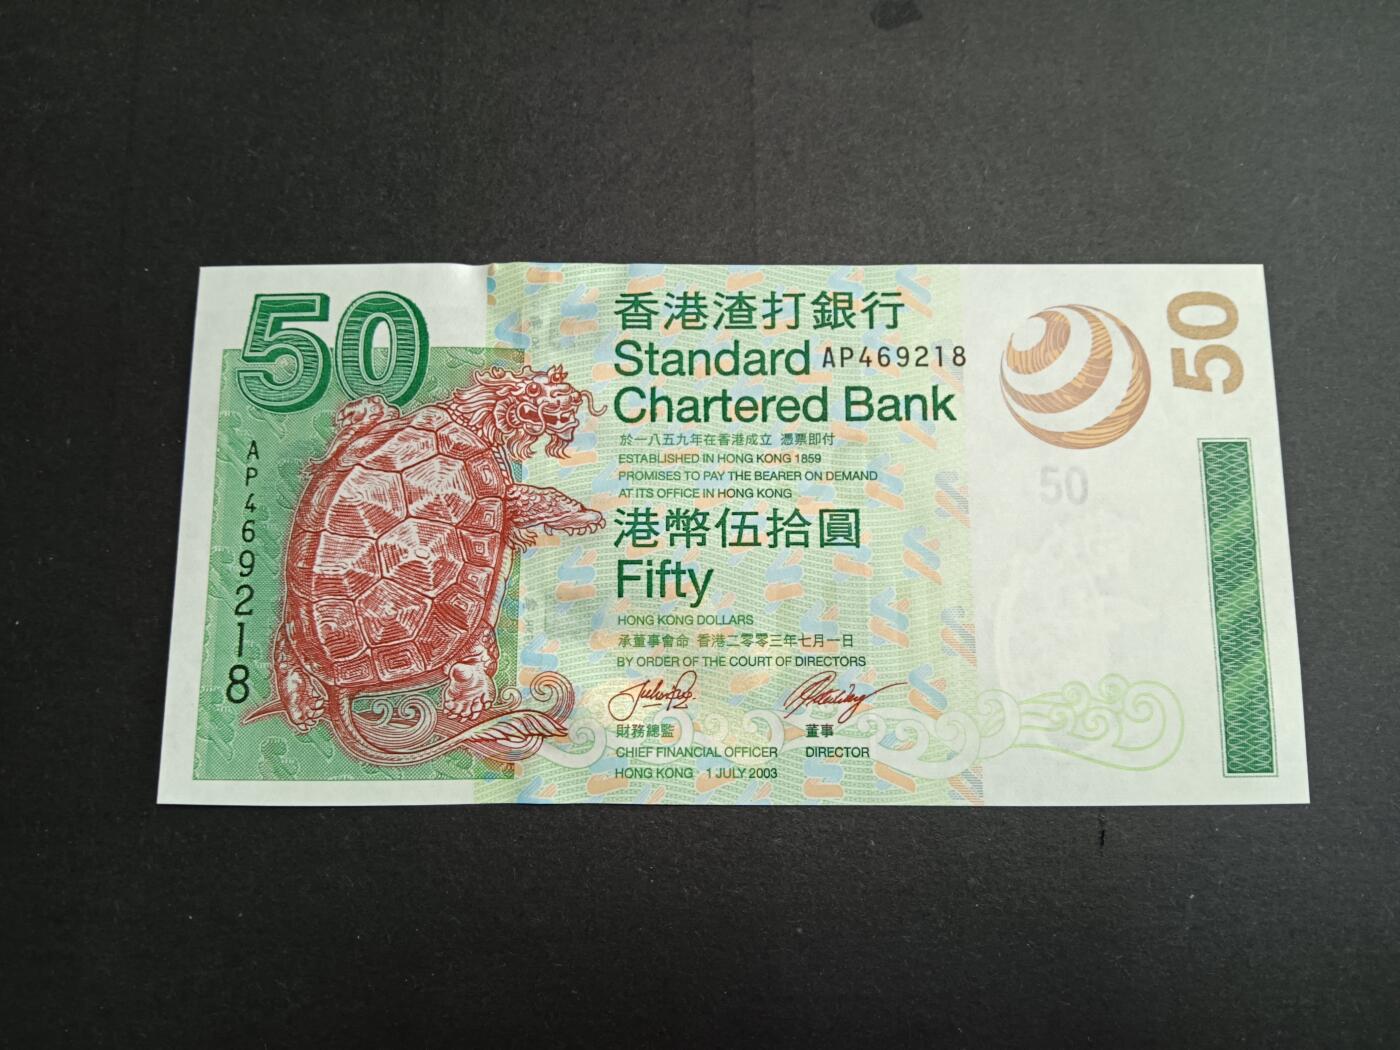 50
香港渣打銀行
Standard AP469218
Chartered Bank
於一八五九年在香港成立 憑票即付
ESTABLISHED IN HONG KONG 1859
PROMISES TO PAY THE BEARER ON DEMAND
AT ITS OFFICE IN HONG KONG
港幣伍拾圓
Fifty
HONG KONG DOLLARS
承董事會命 香港二零零三年七月一日
BY ORDER OF THE COURT OF DIRECTORS
財務總監 董事
CHIEF FINANCIAL OFFICER DIRECTOR
HONG KONG 1 JULY 2003
AP469218
50
50